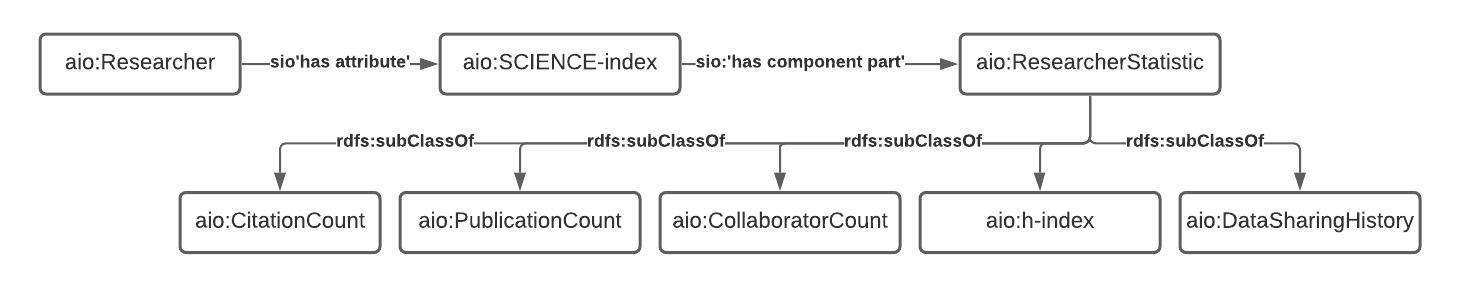 aio:Researcher
sio'has attribute'
aio:SCIENCE-index
sio:'has component part'
aio:ResearcherStatistic
rdfs:subClassOf
rdfs:subClassOf
rdfs:subClassOf
rdfs:subClassOf
aio:CitationCount
aio:PublicationCount
aio:CollaboratorCount
aio:h-index
aio:DataSharingHistory